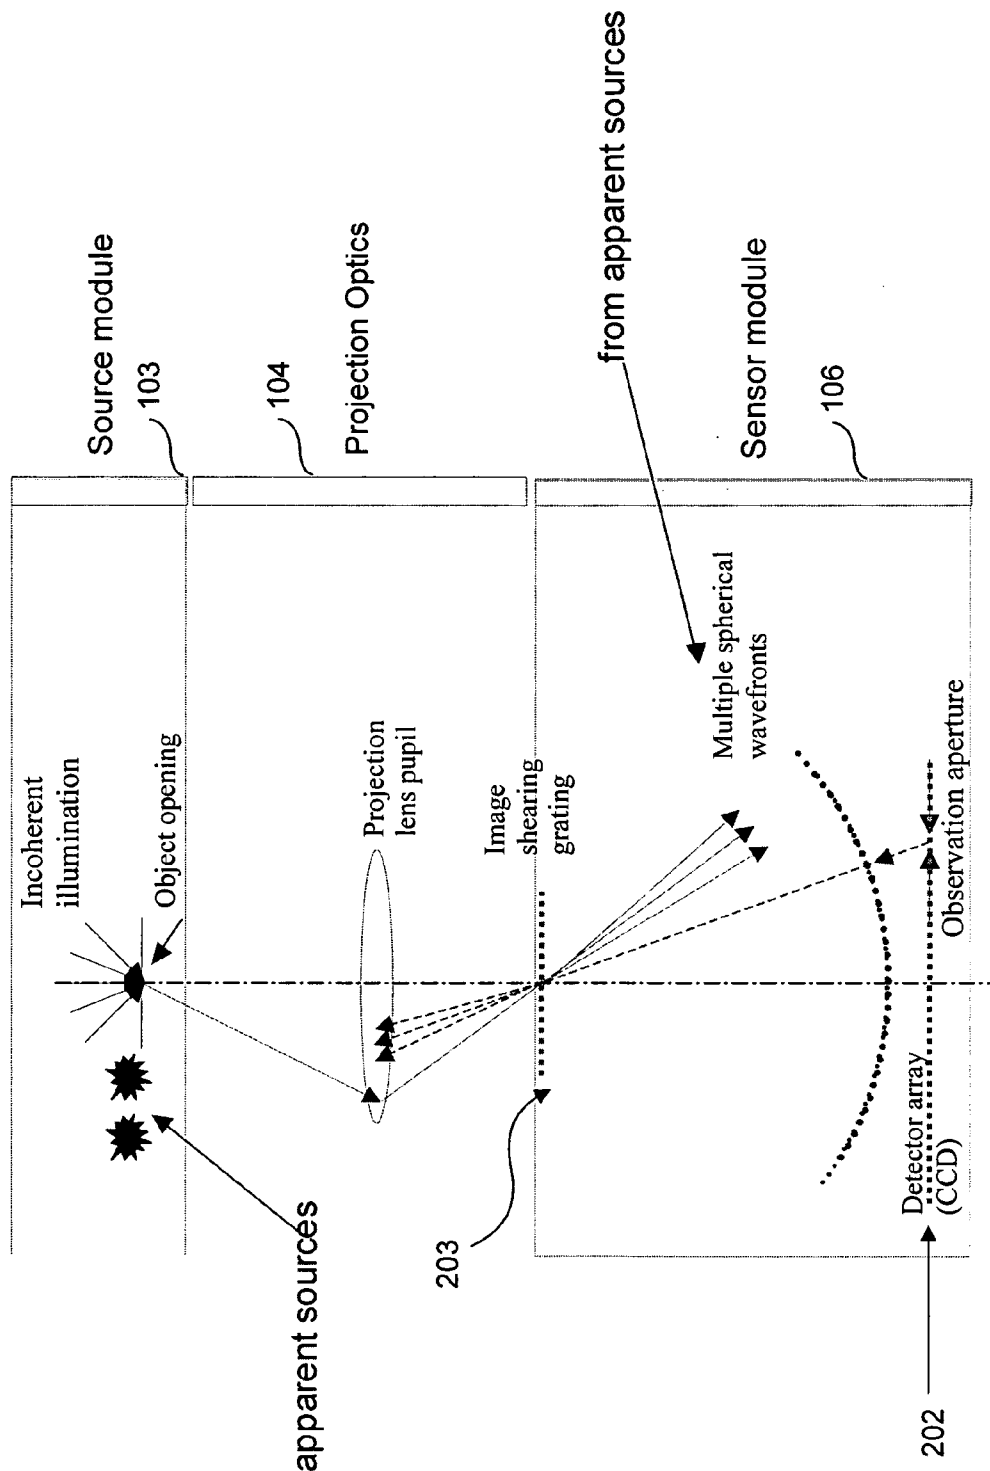 Source module
103
104
Projection Optics
from apparent sources
Sensor module
106
Incoherent
illumination
Object opening
Projection
lens pupil
Image
shearing
grating
Multiple spherical
wavefronts
Observation aperture
Detector array
(CCD)
apparent sources
203
202